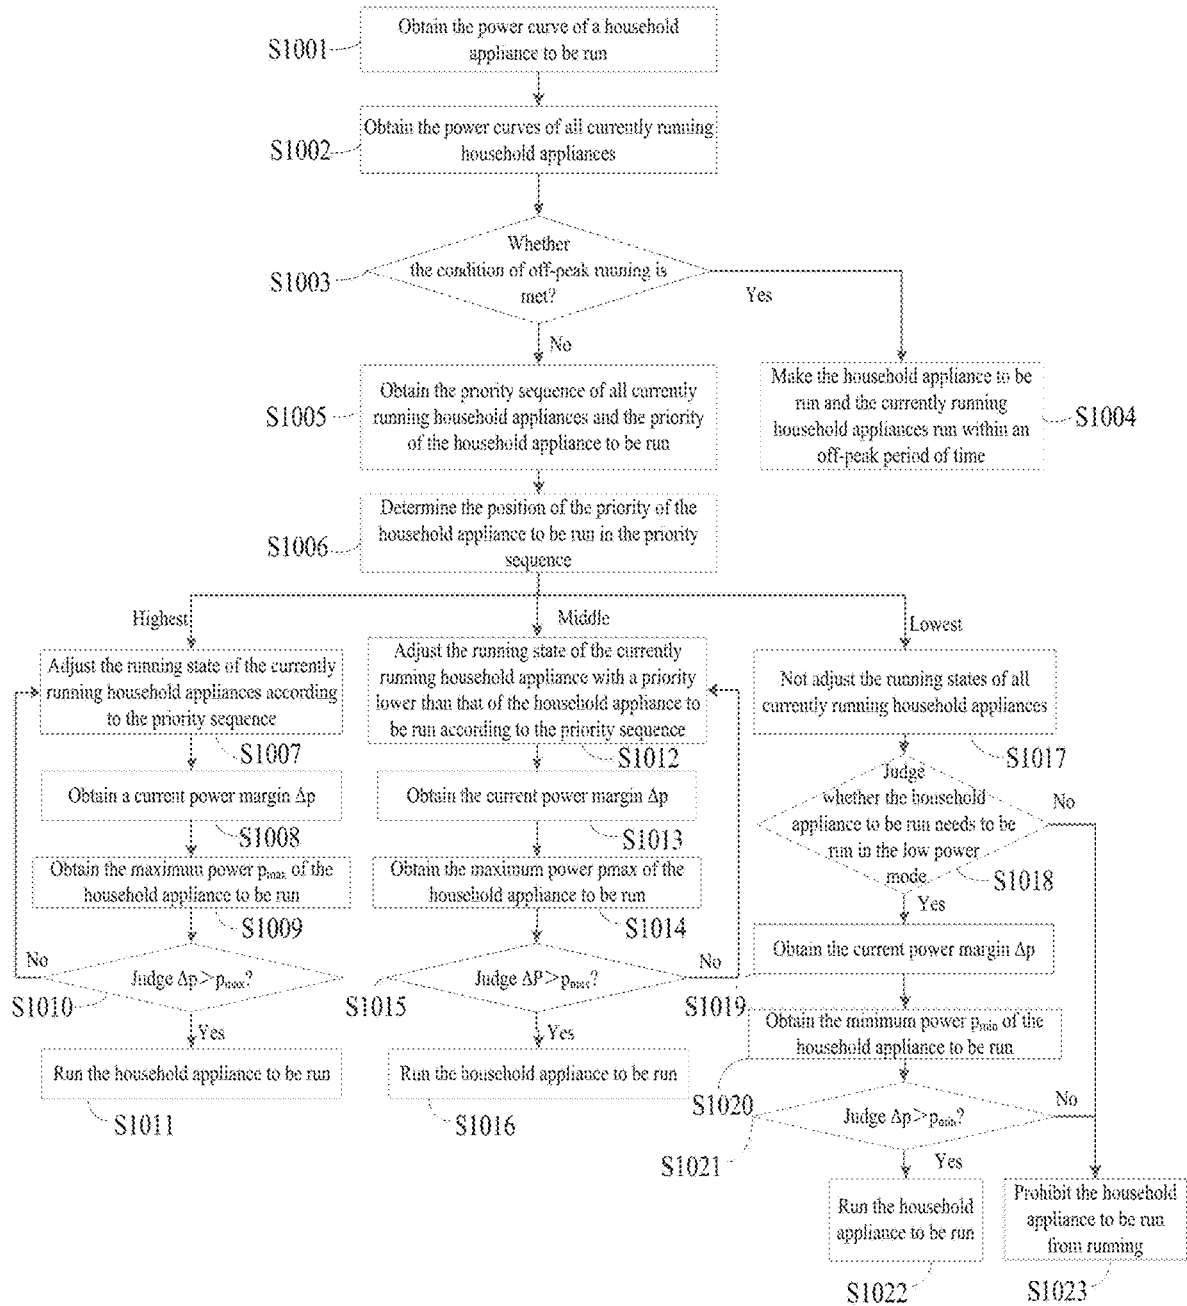 Obtain the power curve of a household
appliance to be run
S1001
Obtain the power curves of all currently running
household appliances
S1002
Whether
the condition of off-peak running is
met?
S1003
Yes
No
Make the household appliance to be
run and the currently running
household appliances run within an
off-peak period of time
S1004
Obtain the priority sequence of all currently
running household appliances and the priority
of the household appliance to be run
S1005
Determine the position of the priority of the
household appliance to be run in the priority
sequence
S1006
Highest
Middle
Lowest
Adjust the running state of the currently
running household appliances according
to the priority sequence
S1007
Obtain a current power margin Δp
S1008
Obtain the maximum power pmax of the
household appliance to be run
S1009
No
Judge Δp>pmax?
S1010
Yes
Run the household appliance to be run
S1011
Adjust the running state of the currently
running household appliance with a priority
lower than that of the household appliance to
be run according to the priority sequence
S1012
Obtain the current power margin Δp
S1013
Obtain the maximum power pmax of the
household appliance to be run
S1014
Judge ΔP>pmax?
No
S1015
Yes
Run the household appliance to be run
S1016
Not adjust the running states of all
currently running household appliances
S1017
Judge
whether the household
appliance to be run needs to be
run in the low power
mode
No
S1018
Yes
Obtain the current power margin Δp
S1019
Obtain the minimum power pmin of the
household appliance to be run
S1020
Judge Δp>pmin?
No
S1021
Yes
Run the household
appliance to be run
S1022
Prohibit the household
appliance to be run
from running
S1023